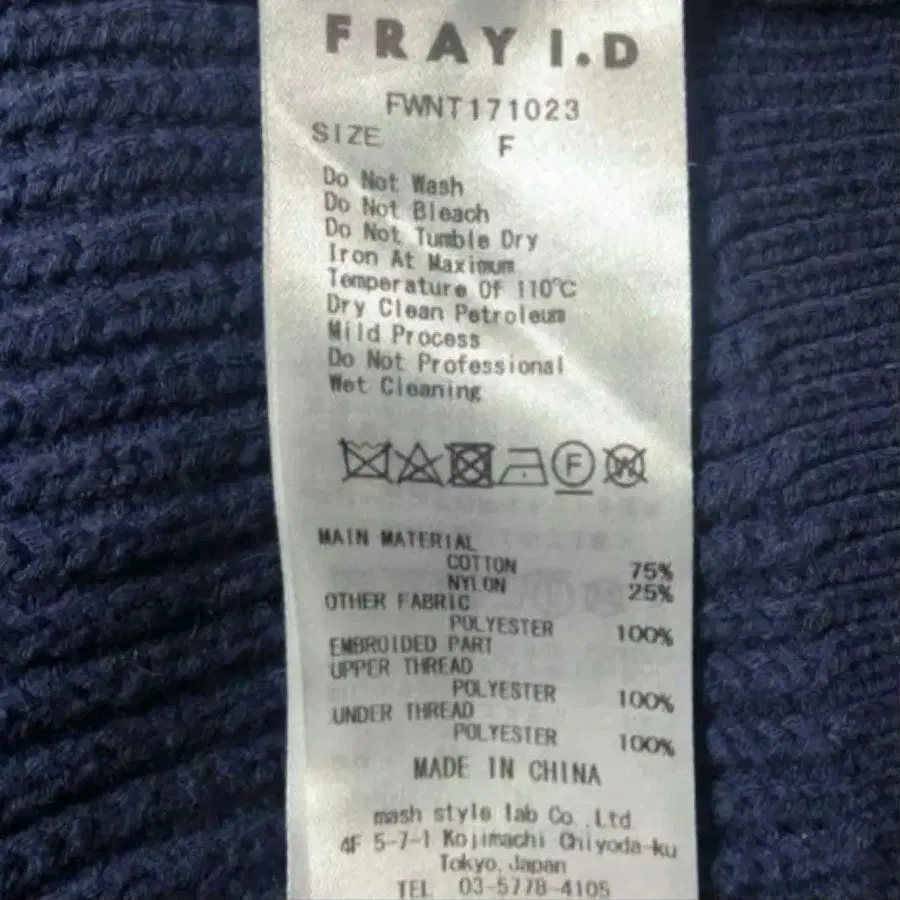 FRAY I.D
FWNT171023
SIZE F
Do Not Wash
Do Not Bleach
Do Not Tumble Dry
Iron At Maximum
Temperature Of 110℃
Dry Clean Petroleum
Mild Process
Do Not Professional
Wet Cleaning
F W
MAIN MATERIAL
COTTON 75%
NYLON 25%
OTHER FABRIC
POLYESTER 100%
EMBROIDED PART
UPPER THREAD
POLYESTER 100%
UNDER THREAD
POLYESTER 100%
MADE IN CHINA
mash style lab Co.,Ltd
4F 5-7-1 Kojimachi Chiyoda-ku
Tokyo, Japan
TEL 03-5778-4105